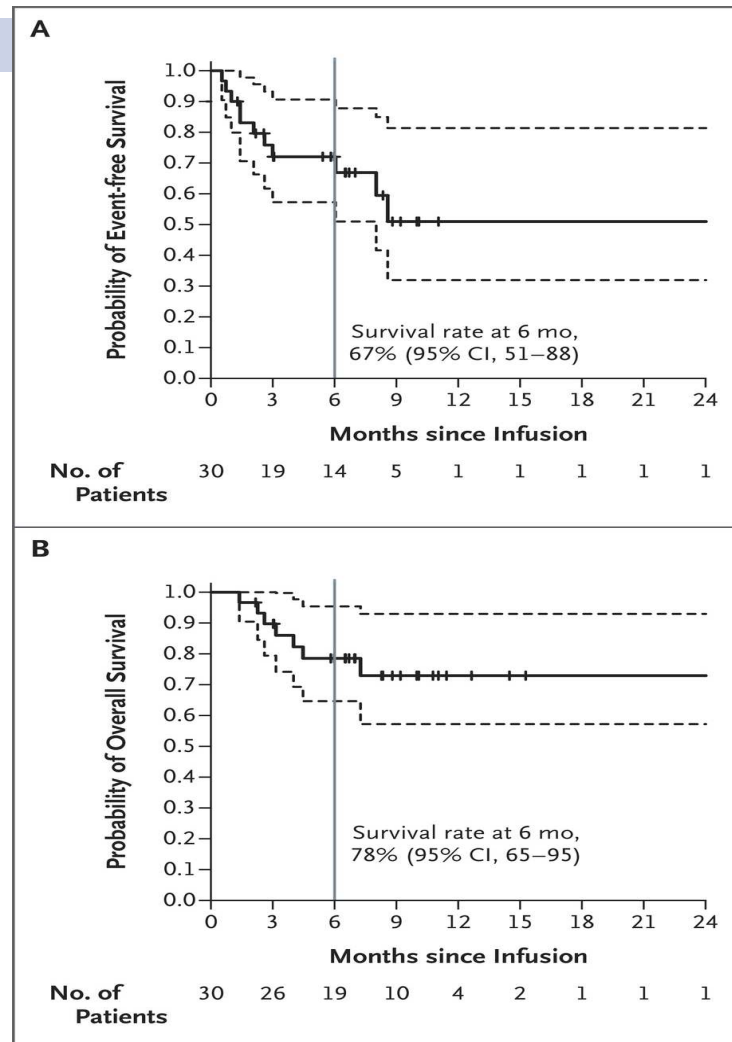 A
Probability of Event-free Survival
1.0
0.9
0.8
0.7
0.6
0.5
0.4
0.3
0.2
0.1
0.0
Survival rate at 6 mo,
67% (95% CI, 51–88)
0 3 6 9 12 15 18 21 24
Months since Infusion
No. of
Patients
30 19 14 5 1 1 1 1 1
B
Probability of Overall Survival
1.0
0.9
0.8
0.7
0.6
0.5
0.4
0.3
0.2
0.1
0.0
Survival rate at 6 mo,
78% (95% CI, 65–95)
0 3 6 9 12 15 18 21 24
Months since Infusion
No. of
Patients
30 26 19 10 4 2 1 1 1